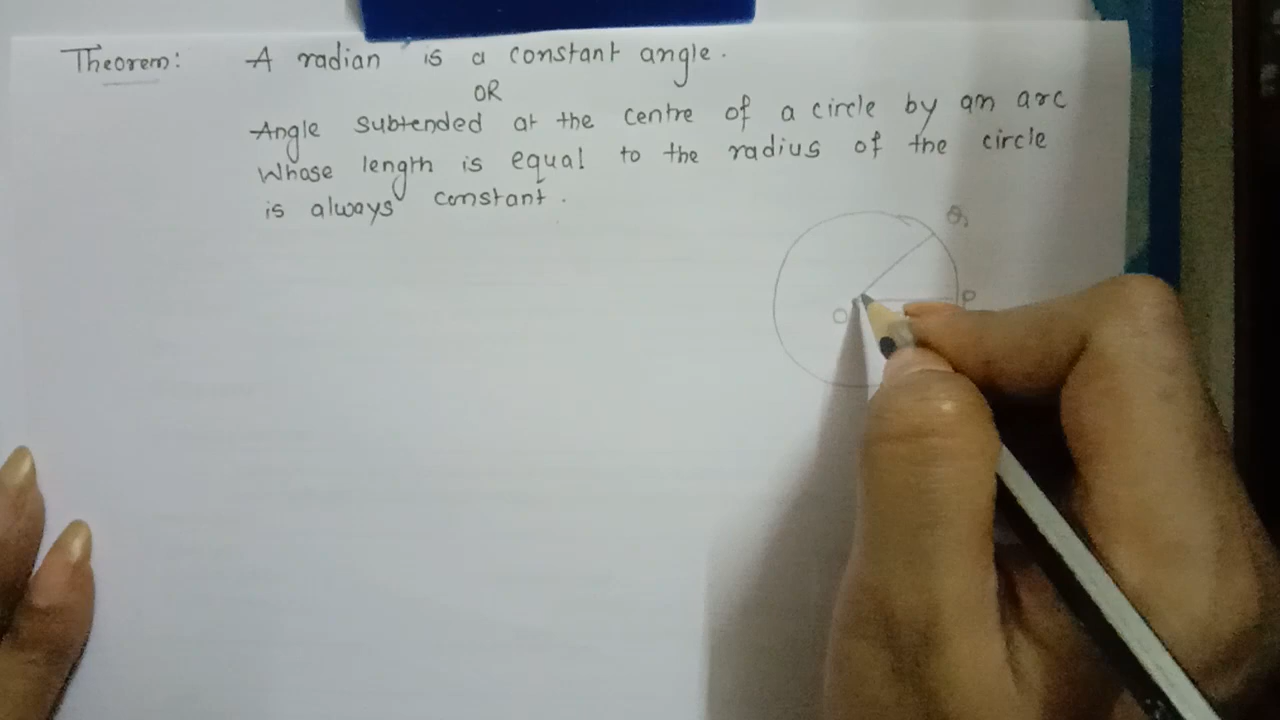 Theorem: A radian is a constant angle.
OR
Angle subtended at the centre of a circle by an arc
whose length is equal to the radius of the circle
is always constant.
Q
P
O